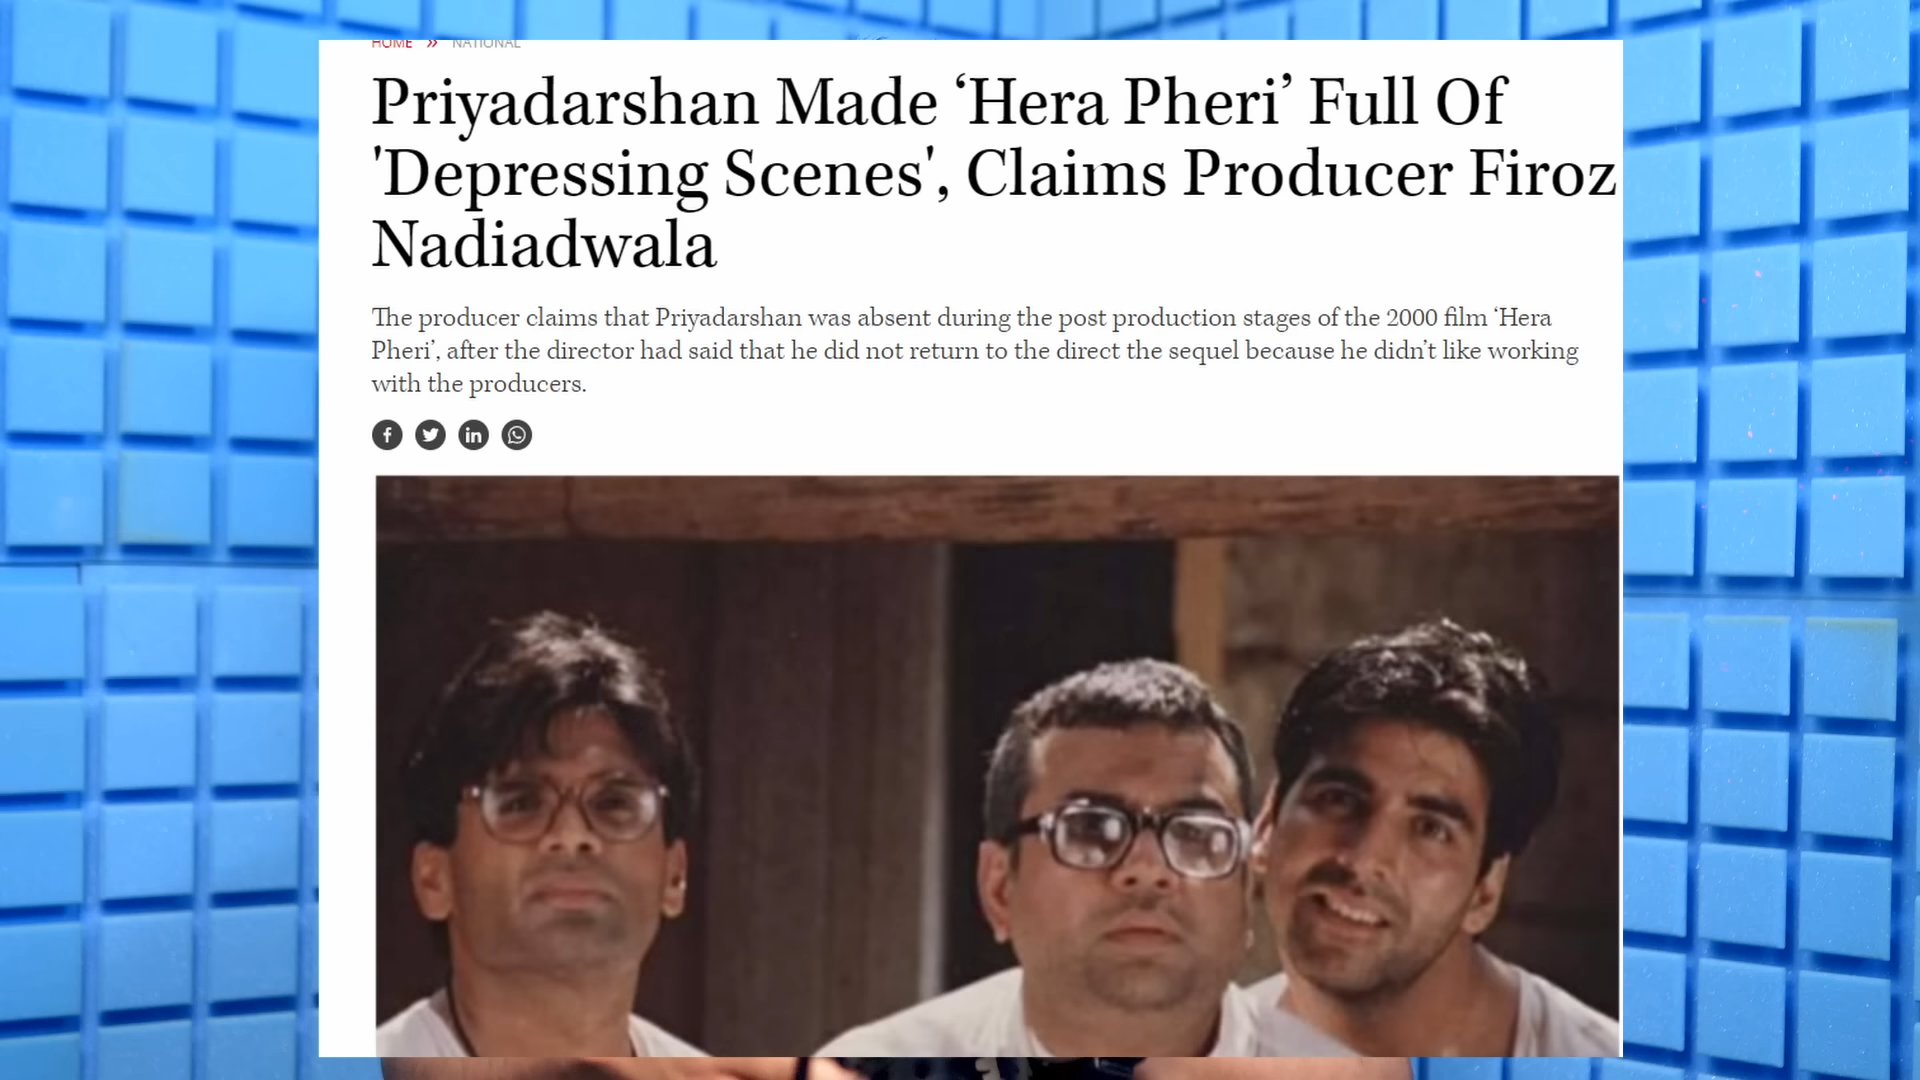 HOME » NATIONAL
Priyadarshan Made ‘Hera Pheri’ Full Of
'Depressing Scenes', Claims Producer Firoz
Nadiadwala
The producer claims that Priyadarshan was absent during the post production stages of the 2000 film ‘Hera
Pheri’, after the director had said that he did not return to the direct the sequel because he didn’t like working
with the producers.